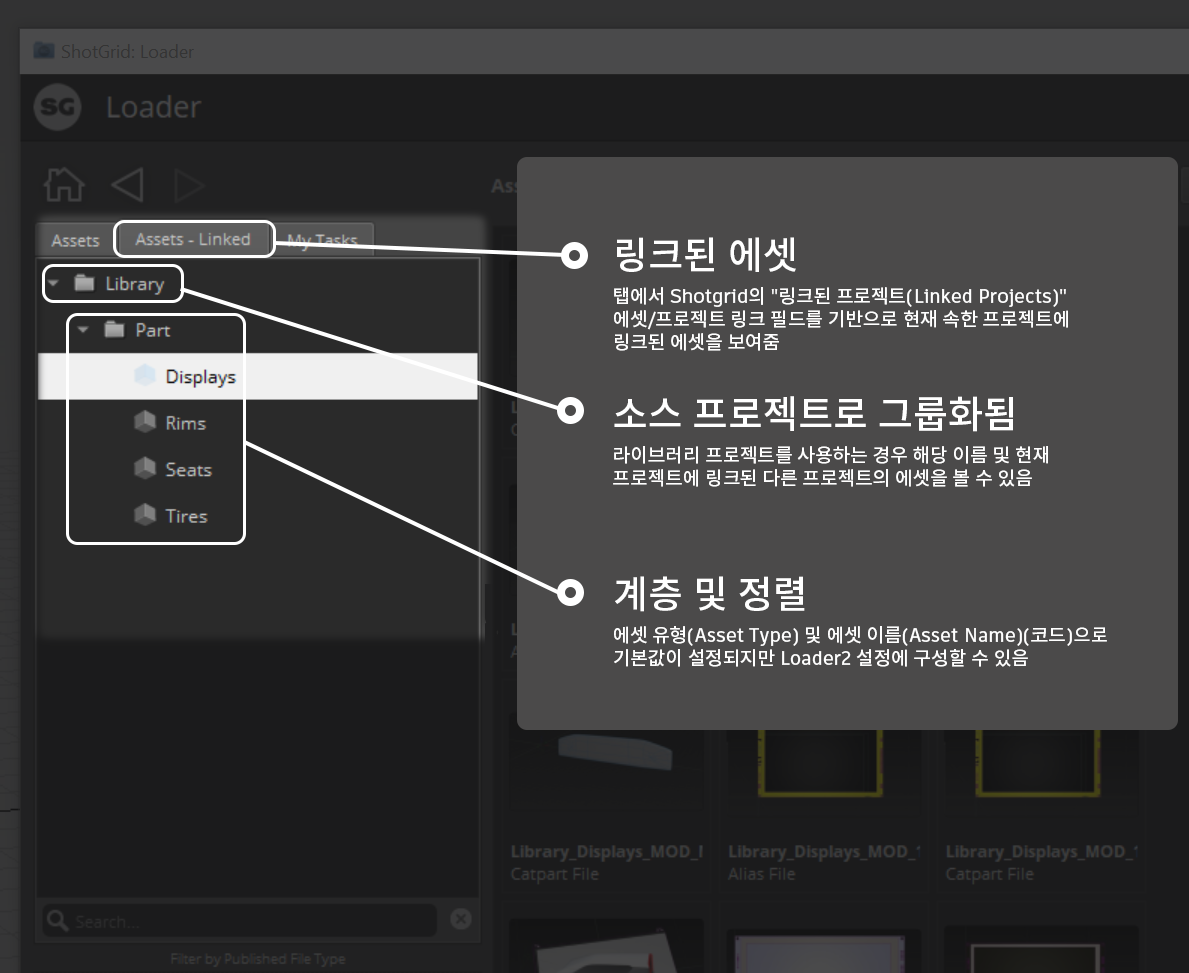 ShotGrid: Loader
SG
Loader
Assets
Assets - Linked
My Tasks
Library
Part
Displays
Rims
Seats
Tires
링크된 에셋
탭에서 Shotgrid의 "링크된 프로젝트(Linked Projects)"
에셋/프로젝트 링크 필드를 기반으로 현재 속한 프로젝트에
링크된 에셋을 보여줌
소스 프로젝트로 그룹화됨
라이브러리 프로젝트를 사용하는 경우 해당 이름 및 현재
프로젝트에 링크된 다른 프로젝트의 에셋을 볼 수 있음
계층 및 정렬
에셋 유형(Asset Type) 및 에셋 이름(Asset Name)(코드)으로
기본값이 설정되지만 Loader2 설정에 구성할 수 있음
Library_Displays_MOD_
Catpart File
Library_Displays_MOD_
Alias File
Library_Displays_MOD_
Catpart File
Search...
Filter by Published File Type